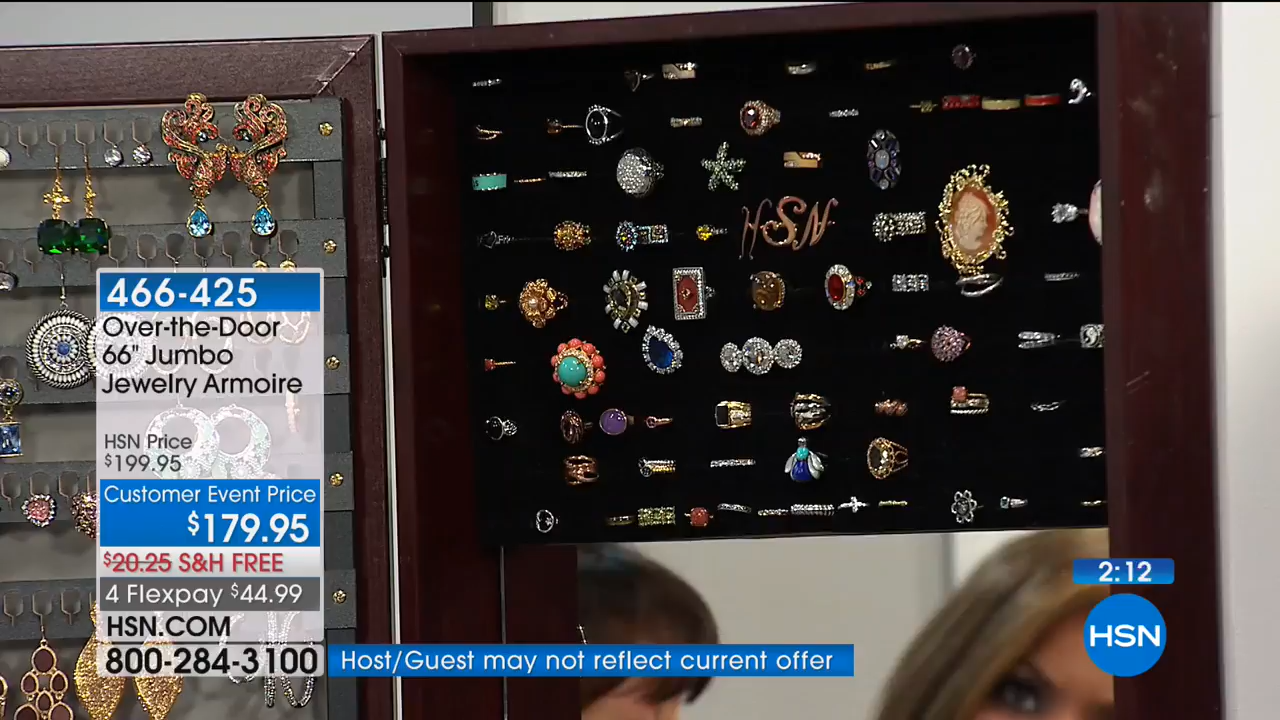 HSN
466-425
Over-the-Door
66" Jumbo
Jewelry Armoire
HSN Price
$199.95
Customer Event Price
$179.95
$20.25 S&H FREE
4 Flexpay $44.99
HSN.COM
800-284-3100
Host/Guest may not reflect current offer
2:12
HSN